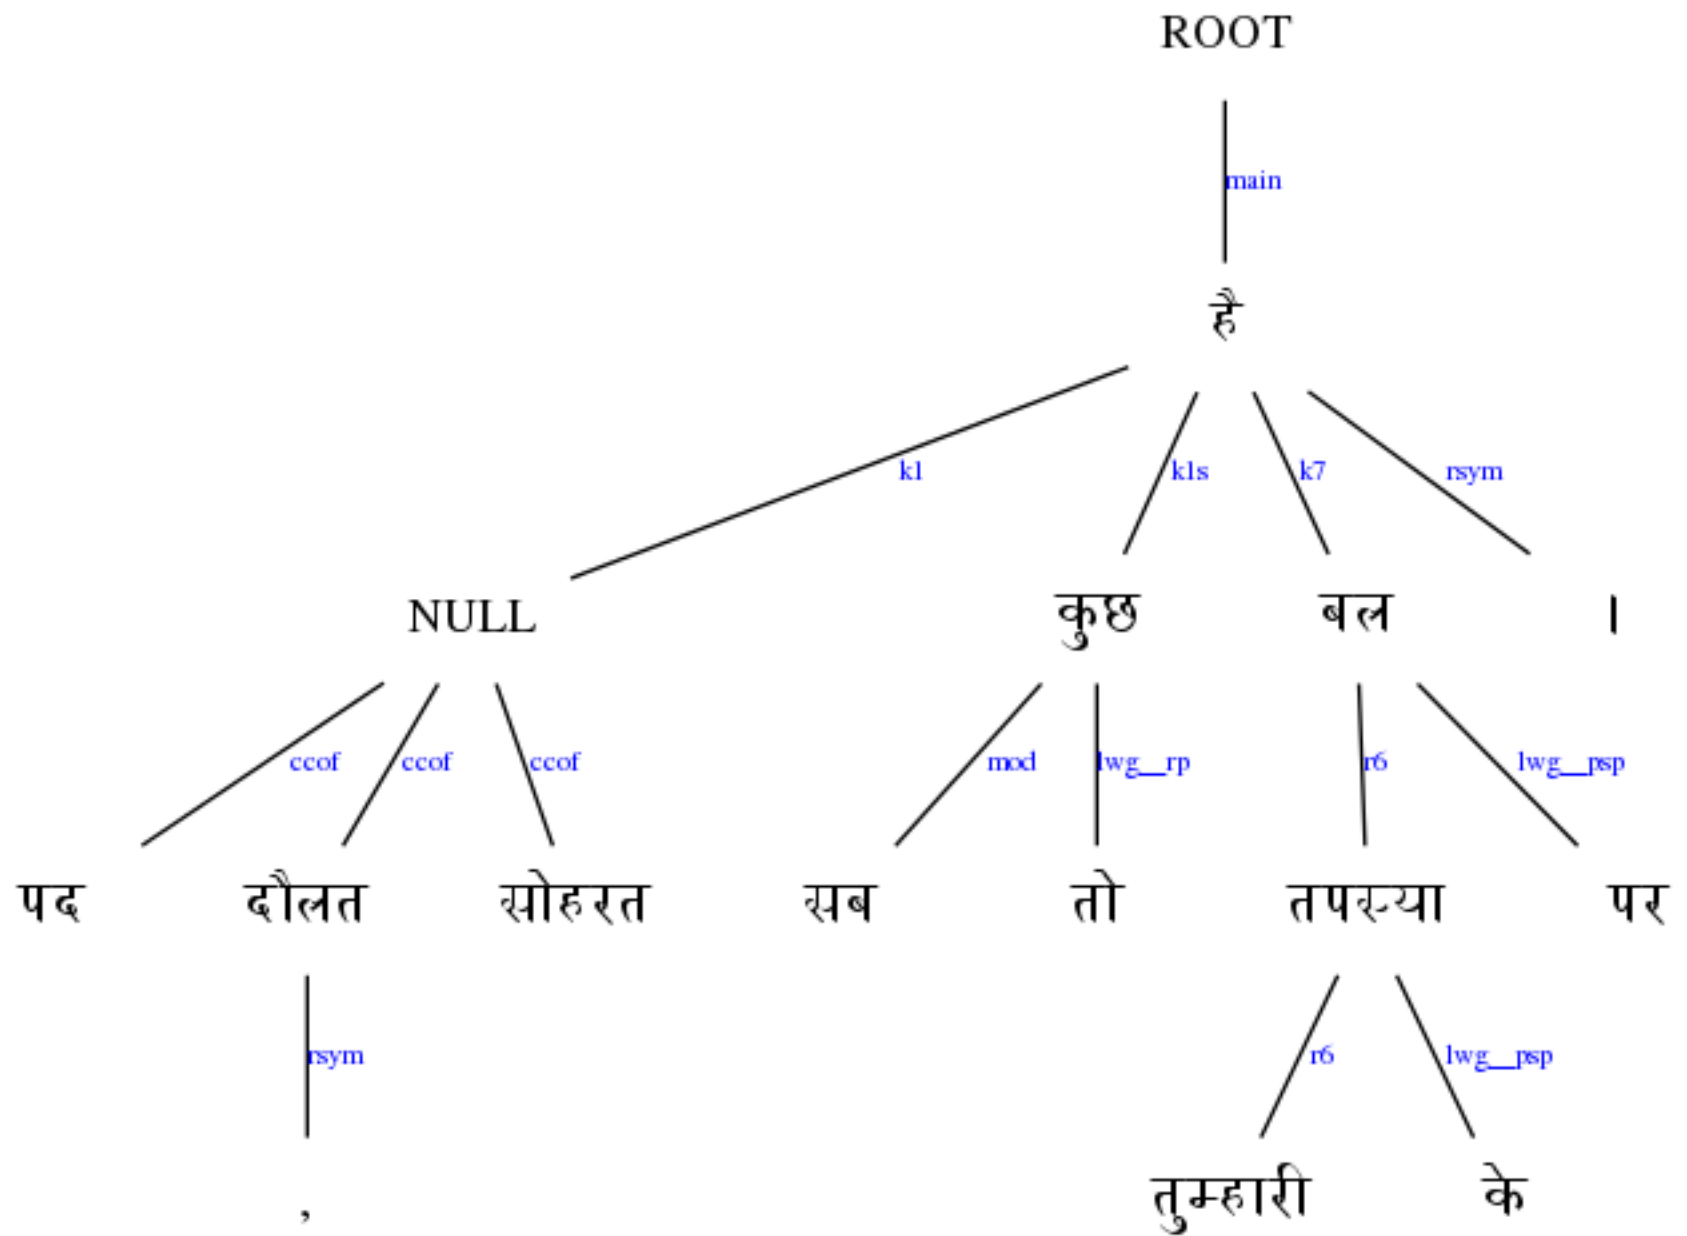 ROOT
main
है
k1 k1s k7 rsym
NULL कुछ बल ।
ccof ccof ccof mod lwg__rp r6 lwg__psp
पद दौलत सोहरत सब तो तपस्या पर
rsym r6 lwg__psp
, तुम्हारी के